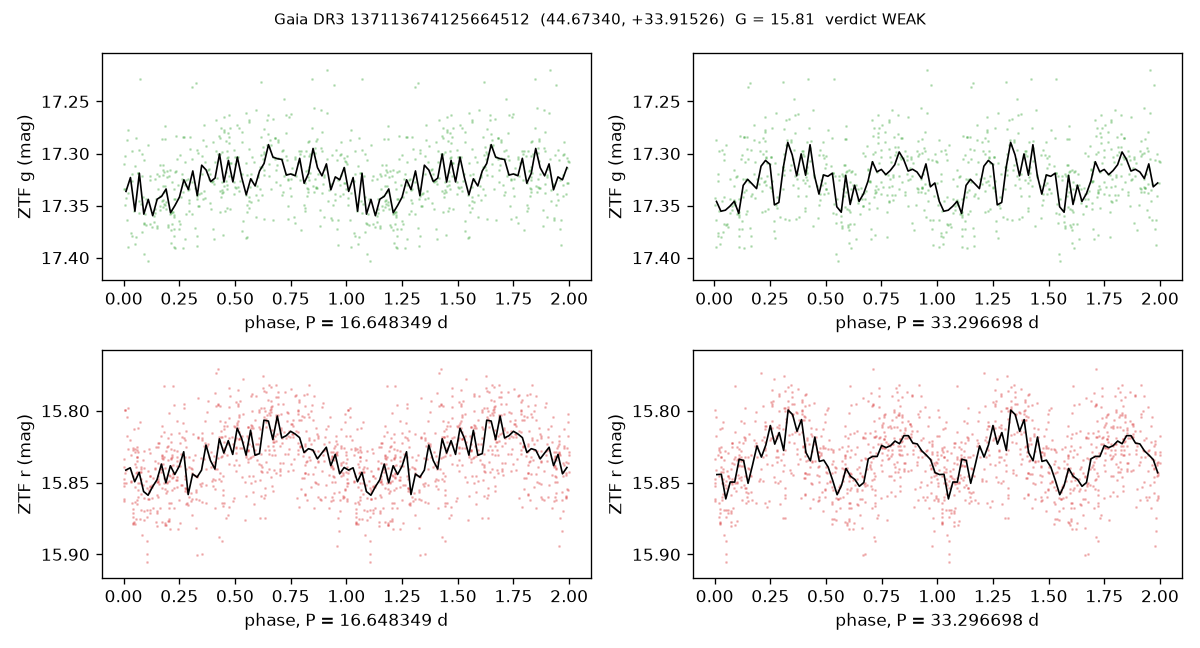 Gaia DR3 137113674125664512 (44.67340, +33.91526) G = 15.81 verdict WEAK
ZTF g (mag)
17.25
17.30
17.35
17.40
0.00 0.25 0.50 0.75 1.00 1.25 1.50 1.75 2.00
phase, P = 16.648349 d
ZTF g (mag)
17.25
17.30
17.35
17.40
0.00 0.25 0.50 0.75 1.00 1.25 1.50 1.75 2.00
phase, P = 33.296698 d
ZTF r (mag)
15.80
15.85
15.90
0.00 0.25 0.50 0.75 1.00 1.25 1.50 1.75 2.00
phase, P = 16.648349 d
ZTF r (mag)
15.80
15.85
15.90
0.00 0.25 0.50 0.75 1.00 1.25 1.50 1.75 2.00
phase, P = 33.296698 d